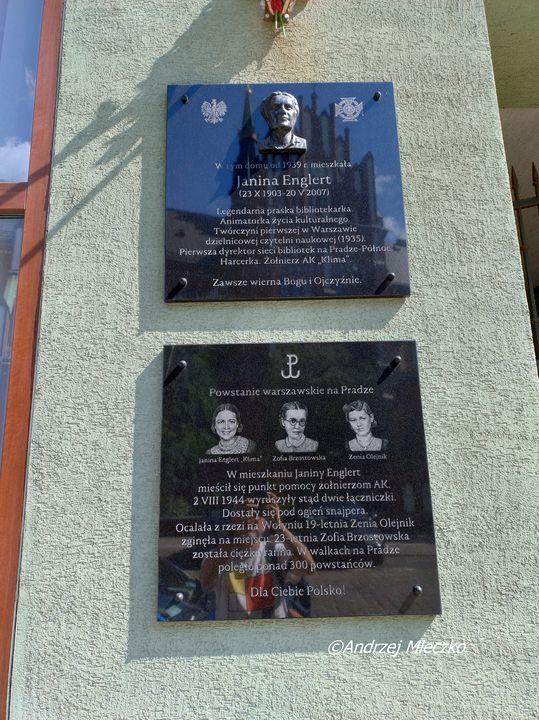 W tym domu od 1939 r. mieszkała
Janina Englert
(23 X 1903-20 V 2007)
Legendarna praska bibliotekarka.
Animatorka życia kulturalnego.
Twórczyni pierwszej w Warszawie
dzielnicowej czytelni naukowej (1935).
Pierwsza dyrektor sieci bibliotek na Pradze-Północ
Harcerka. Żołnierz AK „Klima".
Zawsze wierna Bogu i Ojczyźnie.
Powstanie warszawskie na Pradze
Janina Englert „Klima" Zofia Brzostowska Zenia Olejnik
W mieszkaniu Janiny Englert
mieścił się punkt pomocy żołnierzom AK.
2 VIII 1944 wyruszyły stąd dwie łączniczki.
Dostały się pod ogień snajpera.
Ocalała z rzezi na Wołyniu 19-letnia Zenia Olejnik
zginęła na miejscu. 23-letnia Zofia Brzostowska
została ciężko ranna. W walkach na Pradze
poległo ponad 300 powstańców.
Dla Ciebie Polsko!
©Andrzej Mleczko